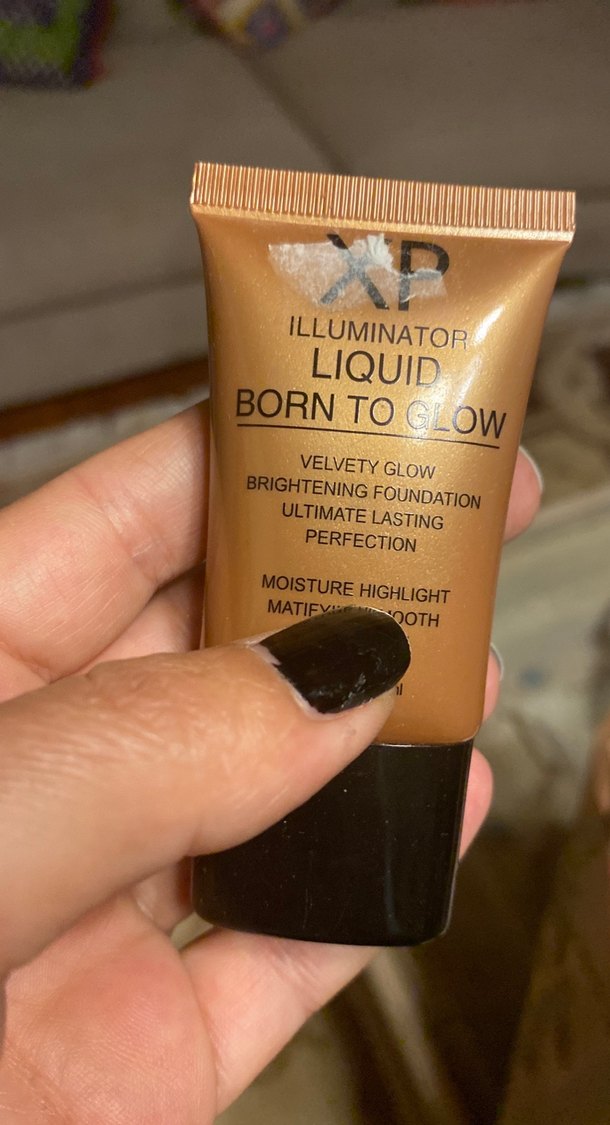 XP
ILLUMINATOR
LIQUID
BORN TO GLOW
VELVETY GLOW
BRIGHTENING FOUNDATION
ULTIMATE LASTING
PERFECTION
MOISTURE HIGHLIGHT